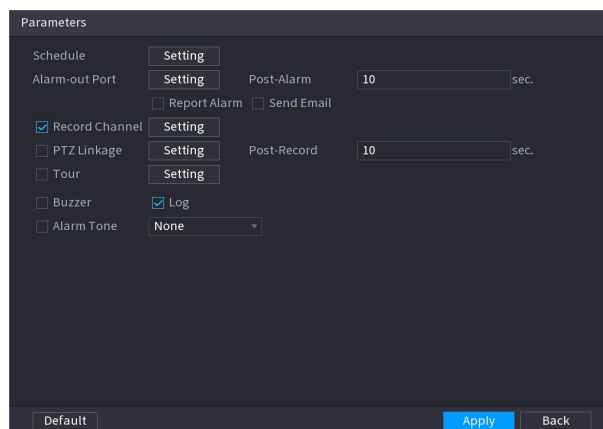 Parameters
Schedule Setting
Alarm-out Port Setting Post-Alarm 10 sec.
Report Alarm Send Email
Record Channel Setting
PTZ Linkage Setting Post-Record 10 sec.
Tour Setting
Buzzer Log
Alarm Tone None
Default Apply Back